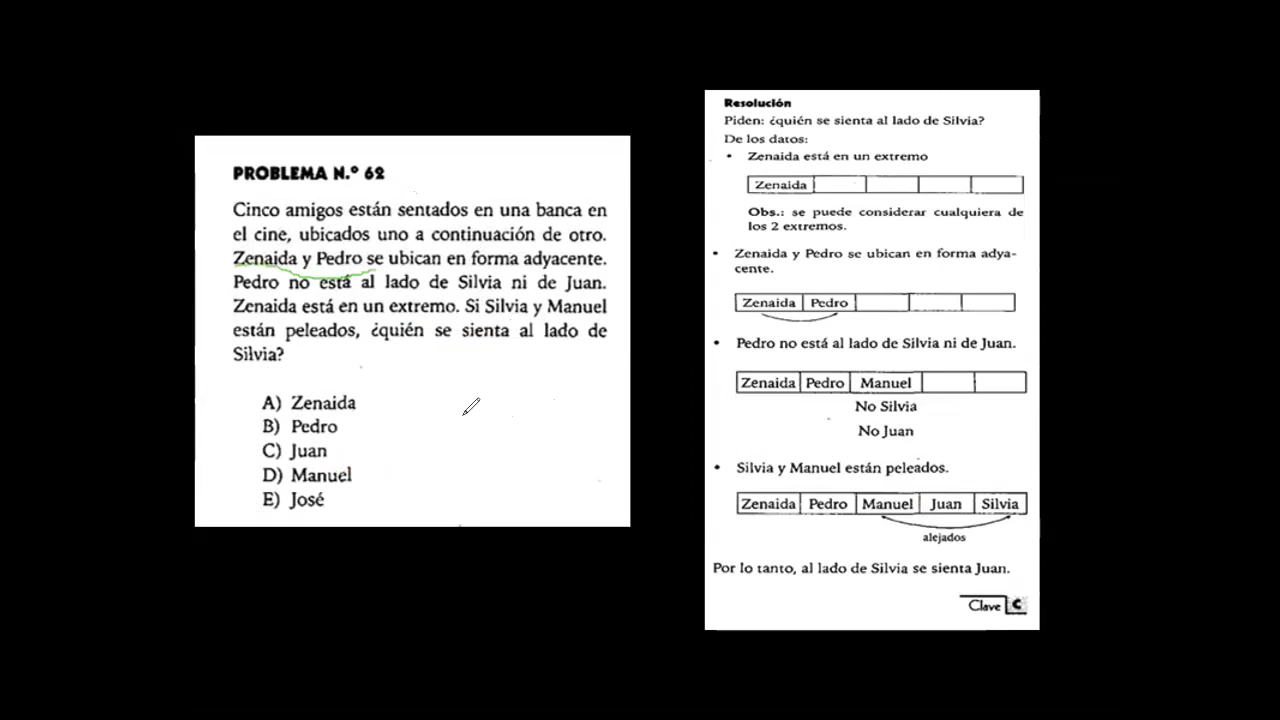 PROBLEMA N.º 62
Cinco amigos están sentados en una banca en
el cine, ubicados uno a continuación de otro.
Zenaida y Pedro se ubican en forma adyacente.
Pedro no está al lado de Silvia ni de Juan.
Zenaida está en un extremo. Si Silvia y Manuel
están peleados, ¿quién se sienta al lado de
Silvia?
A) Zenaida
B) Pedro
C) Juan
D) Manuel
E) José
Resolución
Piden: ¿quién se sienta al lado de Silvia?
De los datos:
• Zenaida está en un extremo
Zenaida
Obs.: se puede considerar cualquiera de
los 2 extremos.
• Zenaida y Pedro se ubican en forma adya-
cente.
Zenaida Pedro
• Pedro no está al lado de Silvia ni de Juan.
Zenaida Pedro Manuel
No Silvia
No Juan
• Silvia y Manuel están peleados.
Zenaida Pedro Manuel Juan Silvia
alejados
Por lo tanto, al lado de Silvia se sienta Juan.
Clave C